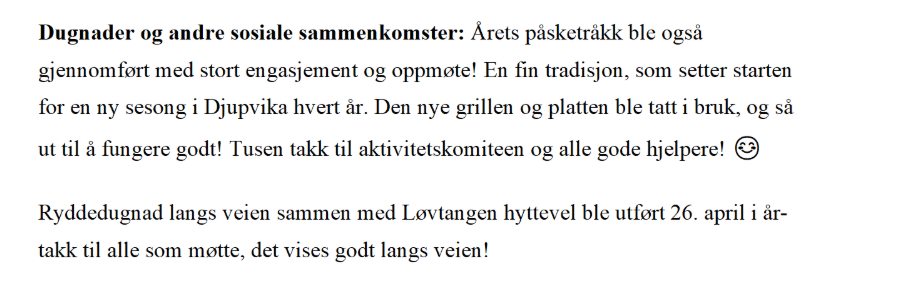 Dugnader og andre sosiale sammenkomster: Årets påsketråkk ble også
gjennomført med stort engasjement og oppmøte! En fin tradisjon, som setter starten
for en ny sesong i Djupvika hvert år. Den nye grillen og platten ble tatt i bruk, og så
ut til å fungere godt! Tusen takk til aktivitetskomiteen og alle gode hjelpere! 😊
Ryddedugnad langs veien sammen med Løvtangen hyttevel ble utført 26. april i år-
takk til alle som møtte, det vises godt langs veien!